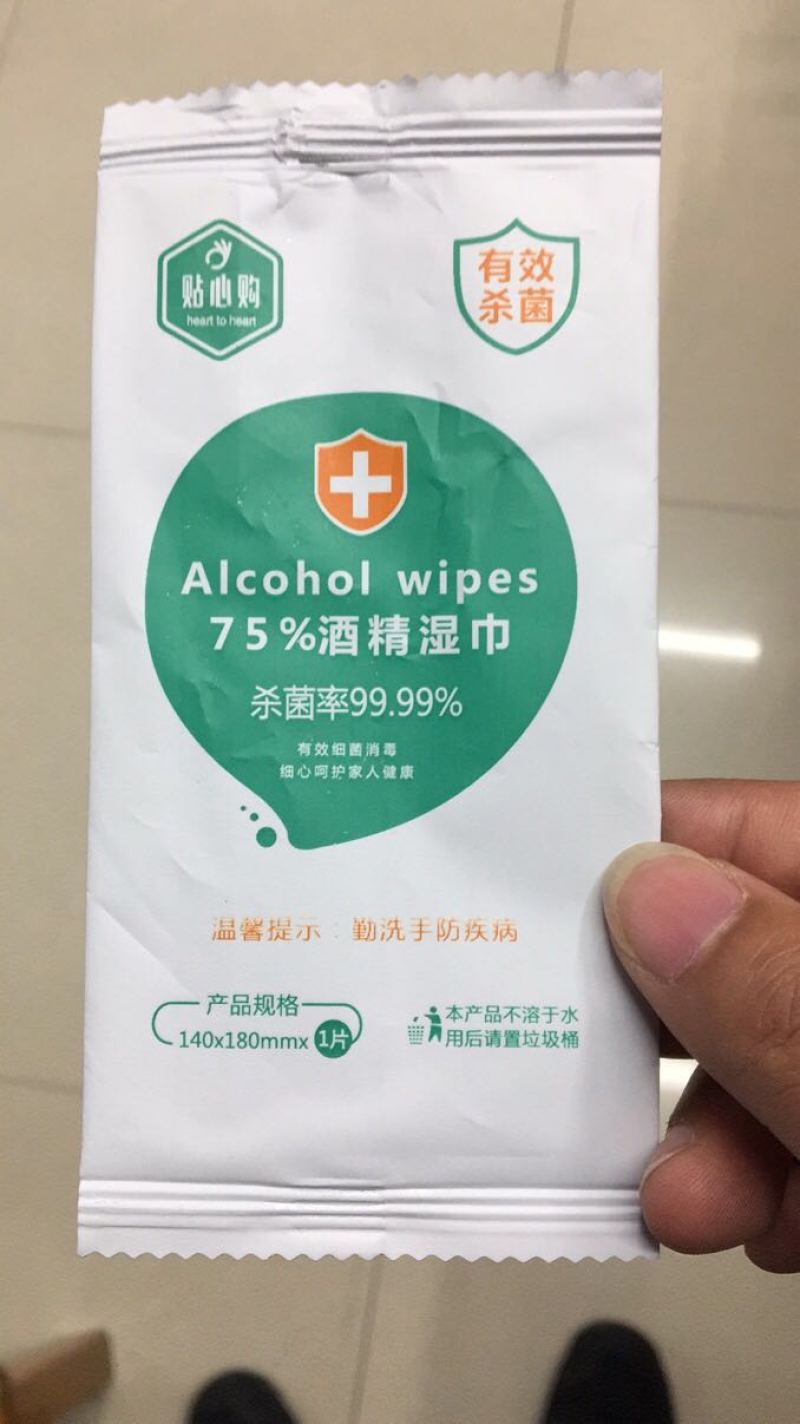 贴心购
heart to heart
有效
杀菌
Alcohol wipes
75%酒精湿巾
杀菌率99.99%
有效细菌消毒
细心呵护家人健康
温馨提示：勤洗手防疾病
产品规格
140x180mmx 1片
本产品不溶于水
用后请置垃圾桶